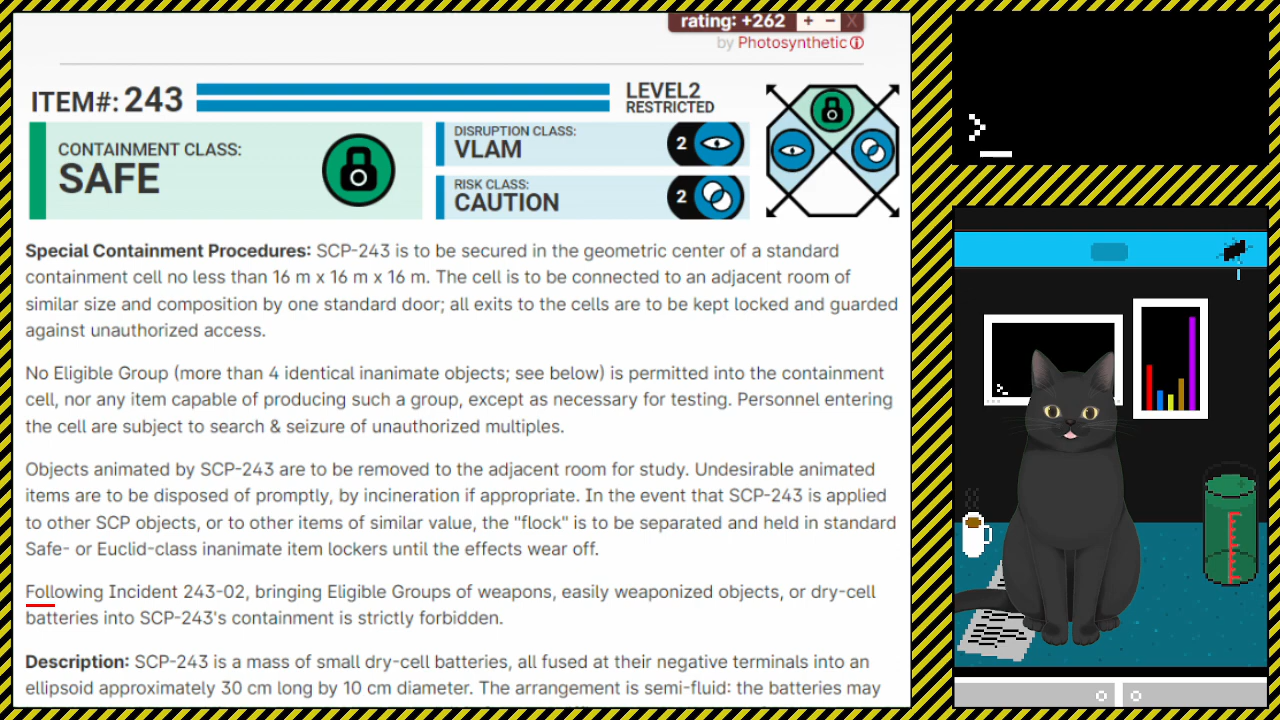 rating: +262 + − X
by Photosynthetic
ITEM#: 243
LEVEL2
RESTRICTED
CONTAINMENT CLASS:
SAFE
DISRUPTION CLASS:
VLAM
2
RISK CLASS:
CAUTION
2
Special Containment Procedures: SCP-243 is to be secured in the geometric center of a standard
containment cell no less than 16 m x 16 m x 16 m. The cell is to be connected to an adjacent room of
similar size and composition by one standard door; all exits to the cells are to be kept locked and guarded
against unauthorized access.
No Eligible Group (more than 4 identical inanimate objects; see below) is permitted into the containment
cell, nor any item capable of producing such a group, except as necessary for testing. Personnel entering
the cell are subject to search & seizure of unauthorized multiples.
Objects animated by SCP-243 are to be removed to the adjacent room for study. Undesirable animated
items are to be disposed of promptly, by incineration if appropriate. In the event that SCP-243 is applied
to other SCP objects, or to otfer items of similar value, the "flock" is to be separated and held in standard
Safe- or Euclid-class inanimate item lockers until the effects wear off.
Following Incident 243-02, bringing Eligible Groups of weapons, easily weaponized objects, or dry-cell
batteries into SCP-243's containment is strictly forbidden.
Description: SCP-243 is a mass of small dry-cell batteries, all fused at their negative terminals into an
ellipsoid approximately 30 cm long by 10 cm diameter. The arrangement is semi-fluid: the batteries may
>_
>_